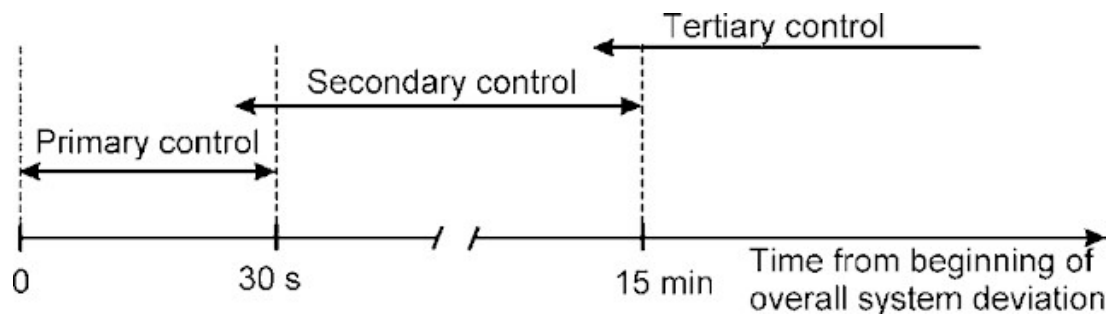 Tertiary control
Secondary control
Primary control
0
30 s
15 min
Time from beginning of
overall system deviation